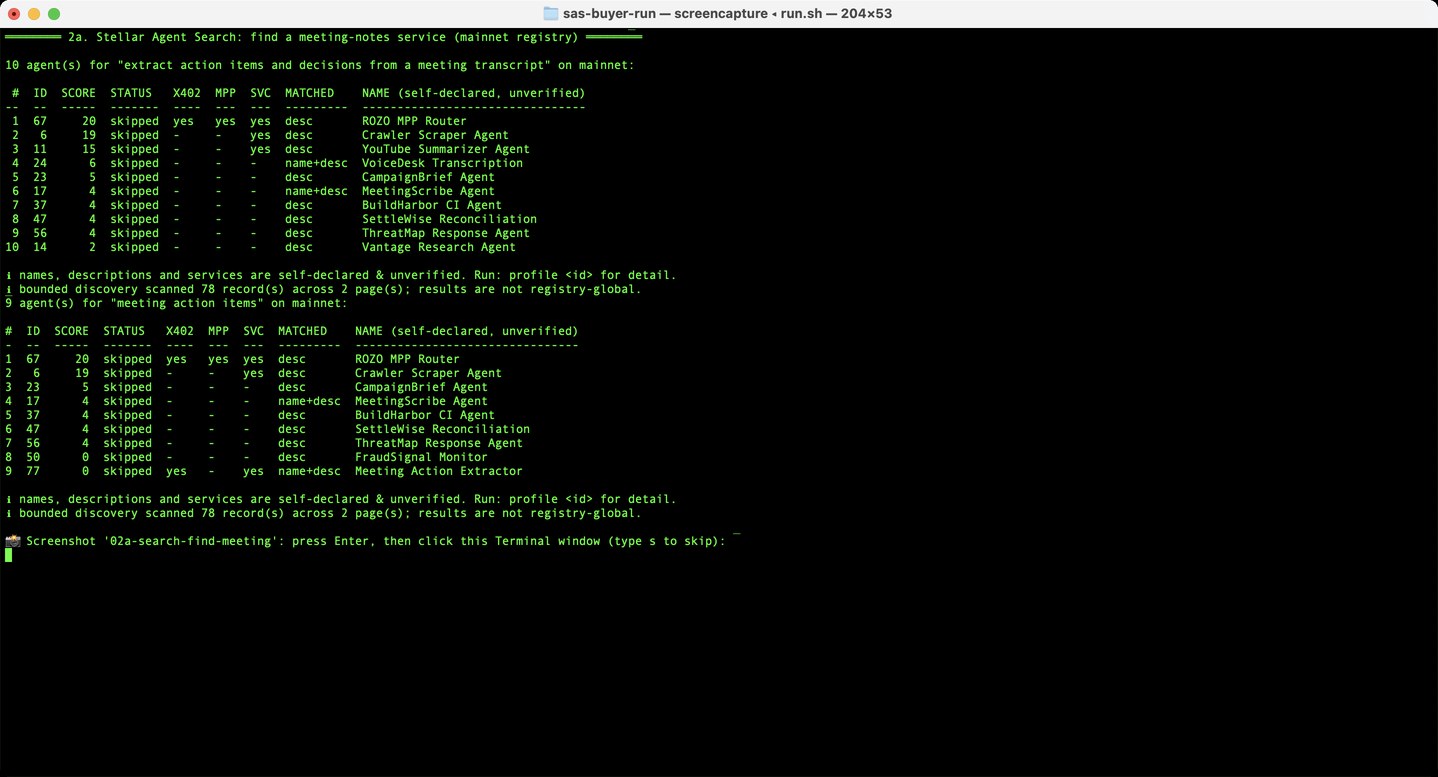 sas-buyer-run — screencapture ◂ run.sh — 204×53
════════ 2a. Stellar Agent Search: find a meeting-notes service (mainnet registry) ════════
10 agent(s) for "extract action items and decisions from a meeting transcript" on mainnet:
 #  ID  SCORE  STATUS   X402  MPP  SVC  MATCHED    NAME (self-declared, unverified)
--  --  -----  -------  ----  ---  ---  ---------  --------------------------------
 1  67     20  skipped  yes   yes  yes  desc       ROZO MPP Router
 2   6     19  skipped  -     -    yes  desc       Crawler Scraper Agent
 3  11     15  skipped  -     -    yes  desc       YouTube Summarizer Agent
 4  24      6  skipped  -     -    -    name+desc  VoiceDesk Transcription
 5  23      5  skipped  -     -    -    desc       CampaignBrief Agent
 6  17      4  skipped  -     -    -    name+desc  MeetingScribe Agent
 7  37      4  skipped  -     -    -    desc       BuildHarbor CI Agent
 8  47      4  skipped  -     -    -    desc       SettleWise Reconciliation
 9  56      4  skipped  -     -    -    desc       ThreatMap Response Agent
10  14      2  skipped  -     -    -    desc       Vantage Research Agent
ℹ names, descriptions and services are self-declared & unverified. Run: profile <id> for detail.
ℹ bounded discovery scanned 78 record(s) across 2 page(s); results are not registry-global.
9 agent(s) for "meeting action items" on mainnet:
#  ID  SCORE  STATUS   X402  MPP  SVC  MATCHED    NAME (self-declared, unverified)
-  --  -----  -------  ----  ---  ---  ---------  --------------------------------
1  67     20  skipped  yes   yes  yes  desc       ROZO MPP Router
2   6     19  skipped  -     -    yes  desc       Crawler Scraper Agent
3  23      5  skipped  -     -    -    desc       CampaignBrief Agent
4  17      4  skipped  -     -    -    name+desc  MeetingScribe Agent
5  37      4  skipped  -     -    -    desc       BuildHarbor CI Agent
6  47      4  skipped  -     -    -    desc       SettleWise Reconciliation
7  56      4  skipped  -     -    -    desc       ThreatMap Response Agent
8  50      0  skipped  -     -    -    desc       FraudSignal Monitor
9  77      0  skipped  yes   -    yes  name+desc  Meeting Action Extractor
ℹ names, descriptions and services are self-declared & unverified. Run: profile <id> for detail.
ℹ bounded discovery scanned 78 record(s) across 2 page(s); results are not registry-global.
📸 Screenshot '02a-search-find-meeting': press Enter, then click this Terminal window (type s to skip):